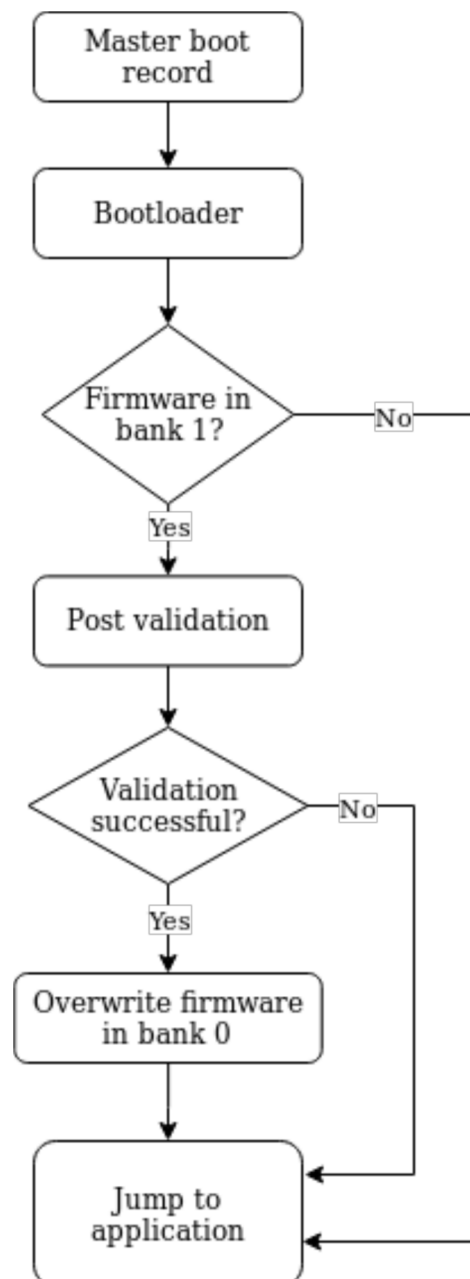 Master boot
record
Bootloader
Firmware in
bank 1?
No
Yes
Post validation
Validation
successful?
No
Yes
Overwrite firmware
in bank 0
Jump to
application